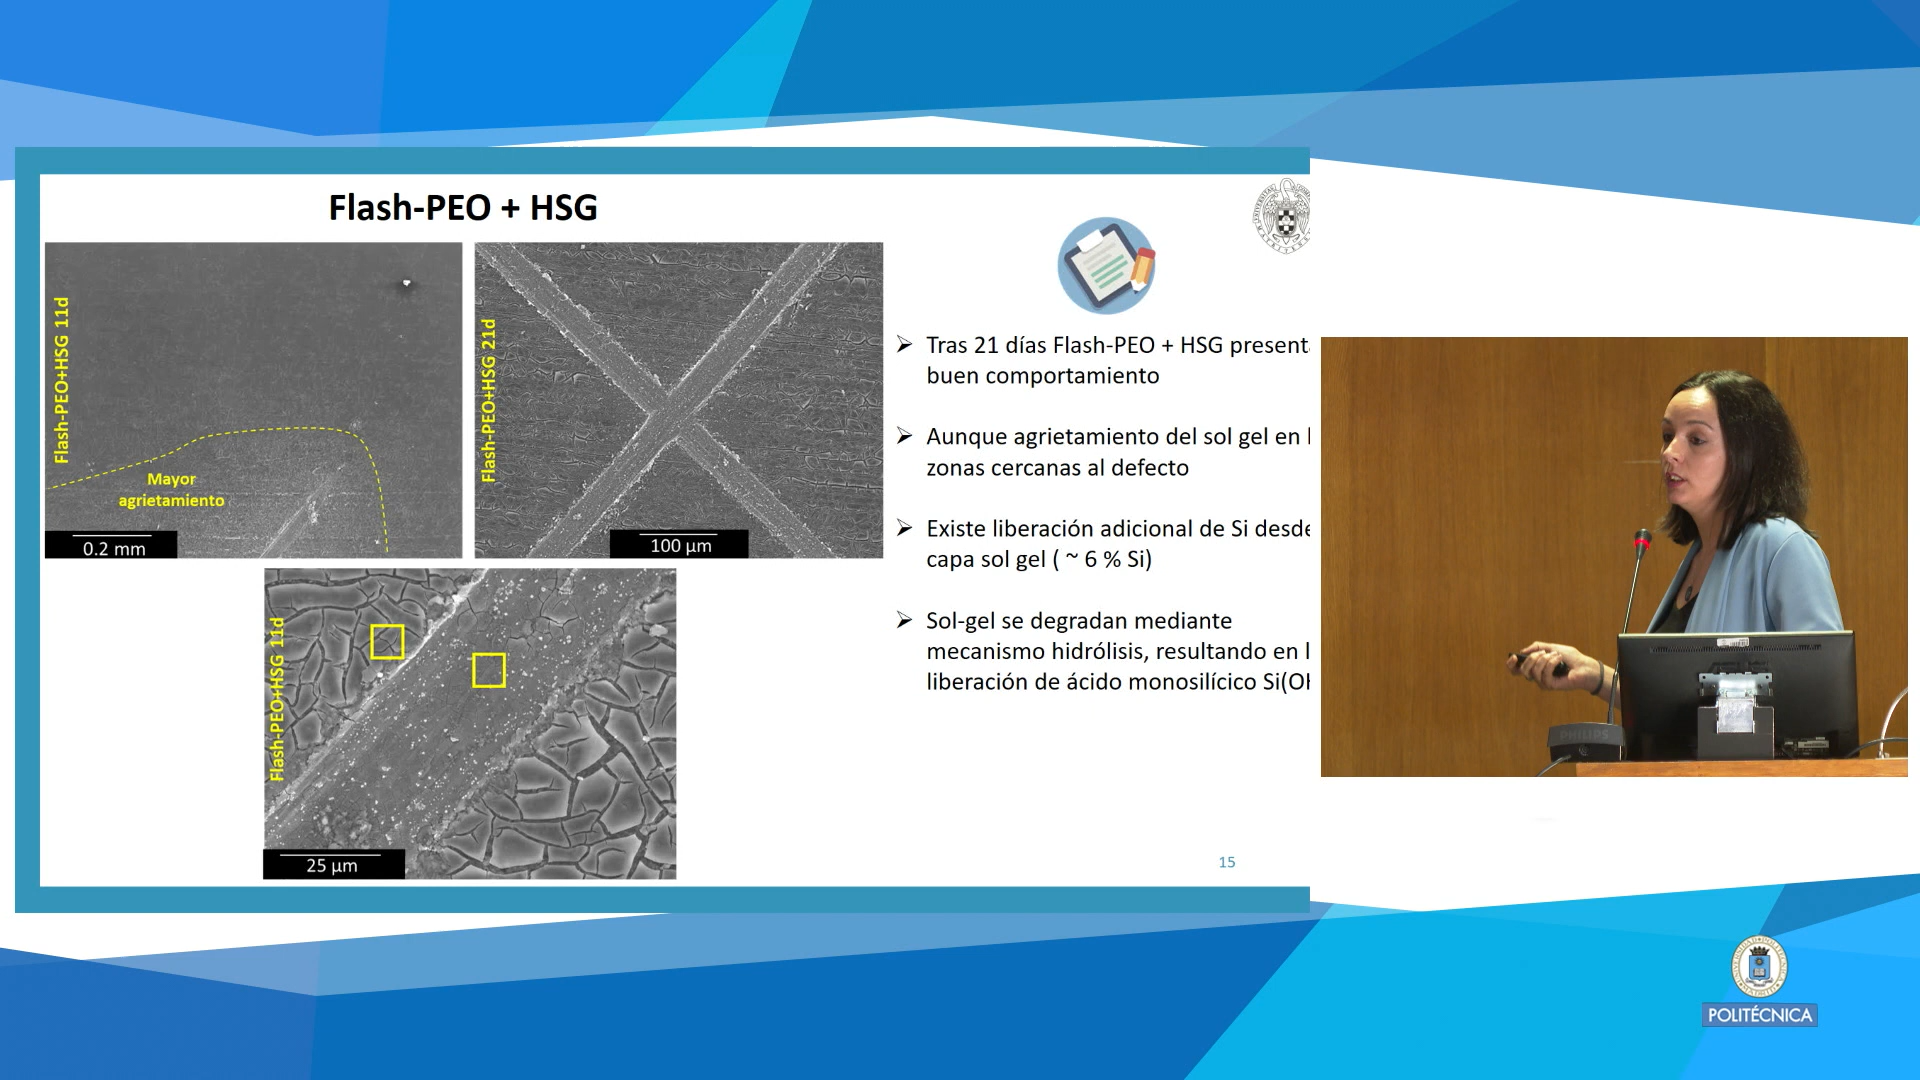 Flash-PEO + HSG
Flash-PEO+HSG 11d
Mayor
agrietamiento
0.2 mm
Flash-PEO+HSG 21d
100 µm
Flash-PEO+HSG 11d
25 µm
Tras 21 días Flash-PEO + HSG present
buen comportamiento
Aunque agrietamiento del sol gel en l
zonas cercanas al defecto
Existe liberación adicional de Si desde
capa sol gel ( ~ 6 % Si)
Sol-gel se degradan mediante
mecanismo hidrólisis, resultando en l
liberación de ácido monosilícico Si(OH
15
PHILIPS
POLITÉCNICA